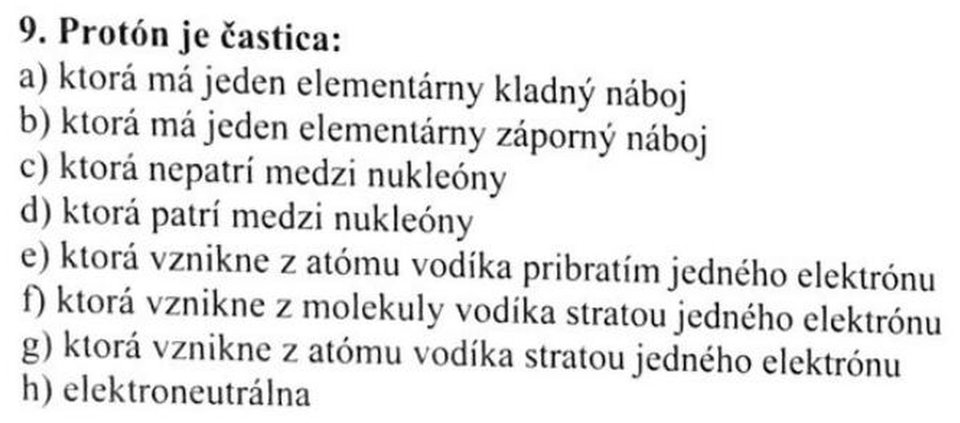 9. Protón je častica:
a) ktorá má jeden elementárny kladný náboj
b) ktorá má jeden elementárny záporný náboj
c) ktorá nepatrí medzi nukleóny
d) ktorá patrí medzi nukleóny
e) ktorá vznikne z atómu vodíka pribratím jedného elektrónu
f) ktorá vznikne z molekuly vodíka stratou jedného elektrónu
g) ktorá vznikne z atómu vodíka stratou jedného elektrónu
h) elektroneutrálna